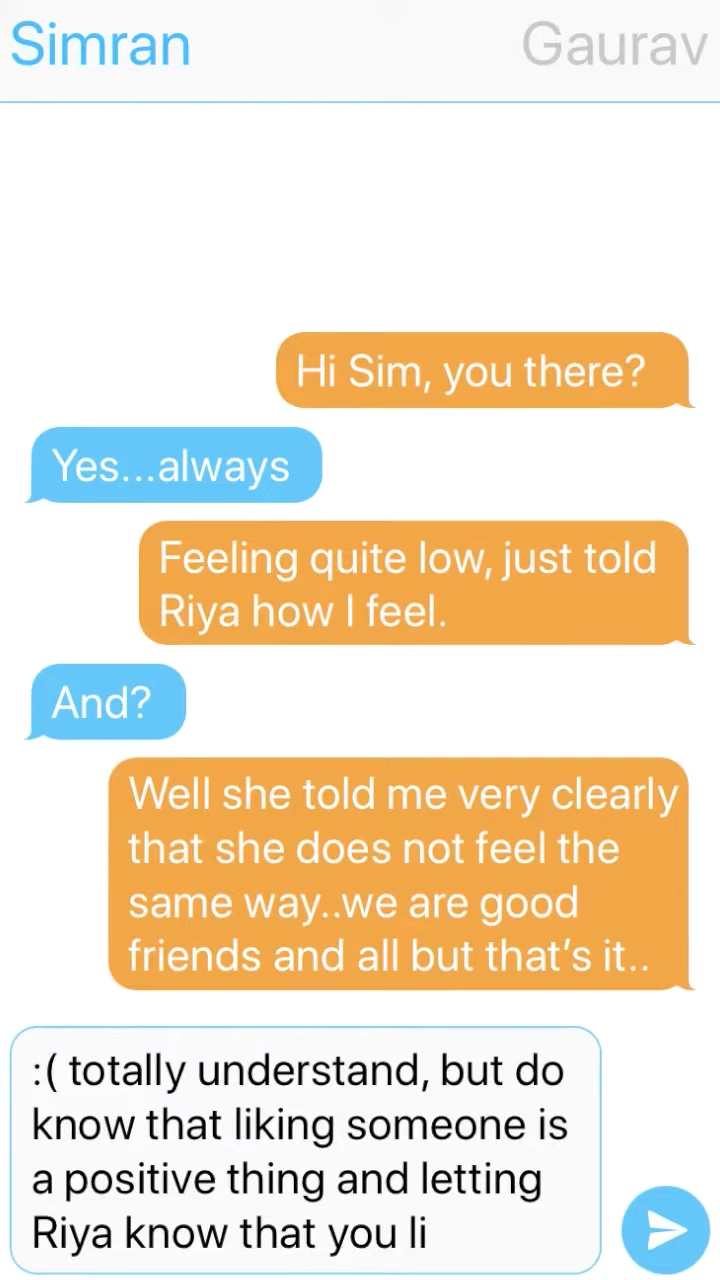 Simran
Gaurav
Hi Sim, you there?
Yes...always
Feeling quite low, just told
Riya how I feel.
And?
Well she told me very clearly
that she does not feel the
same way..we are good
friends and all but that’s it..
:( totally understand, but do
know that liking someone is
a positive thing and letting
Riya know that you li